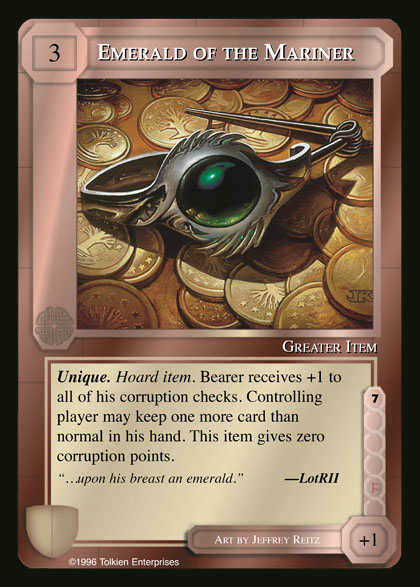 3
EMERALD OF THE MARINER
JR
GREATER ITEM
Unique. Hoard item. Bearer receives +1 to
all of his corruption checks. Controlling
player may keep one more card than
normal in his hand. This item gives zero
corruption points.
“…upon his breast an emerald.” —LotRII
7
F
ART BY JEFFREY REITZ
+1
©1996 Tolkien Enterprises